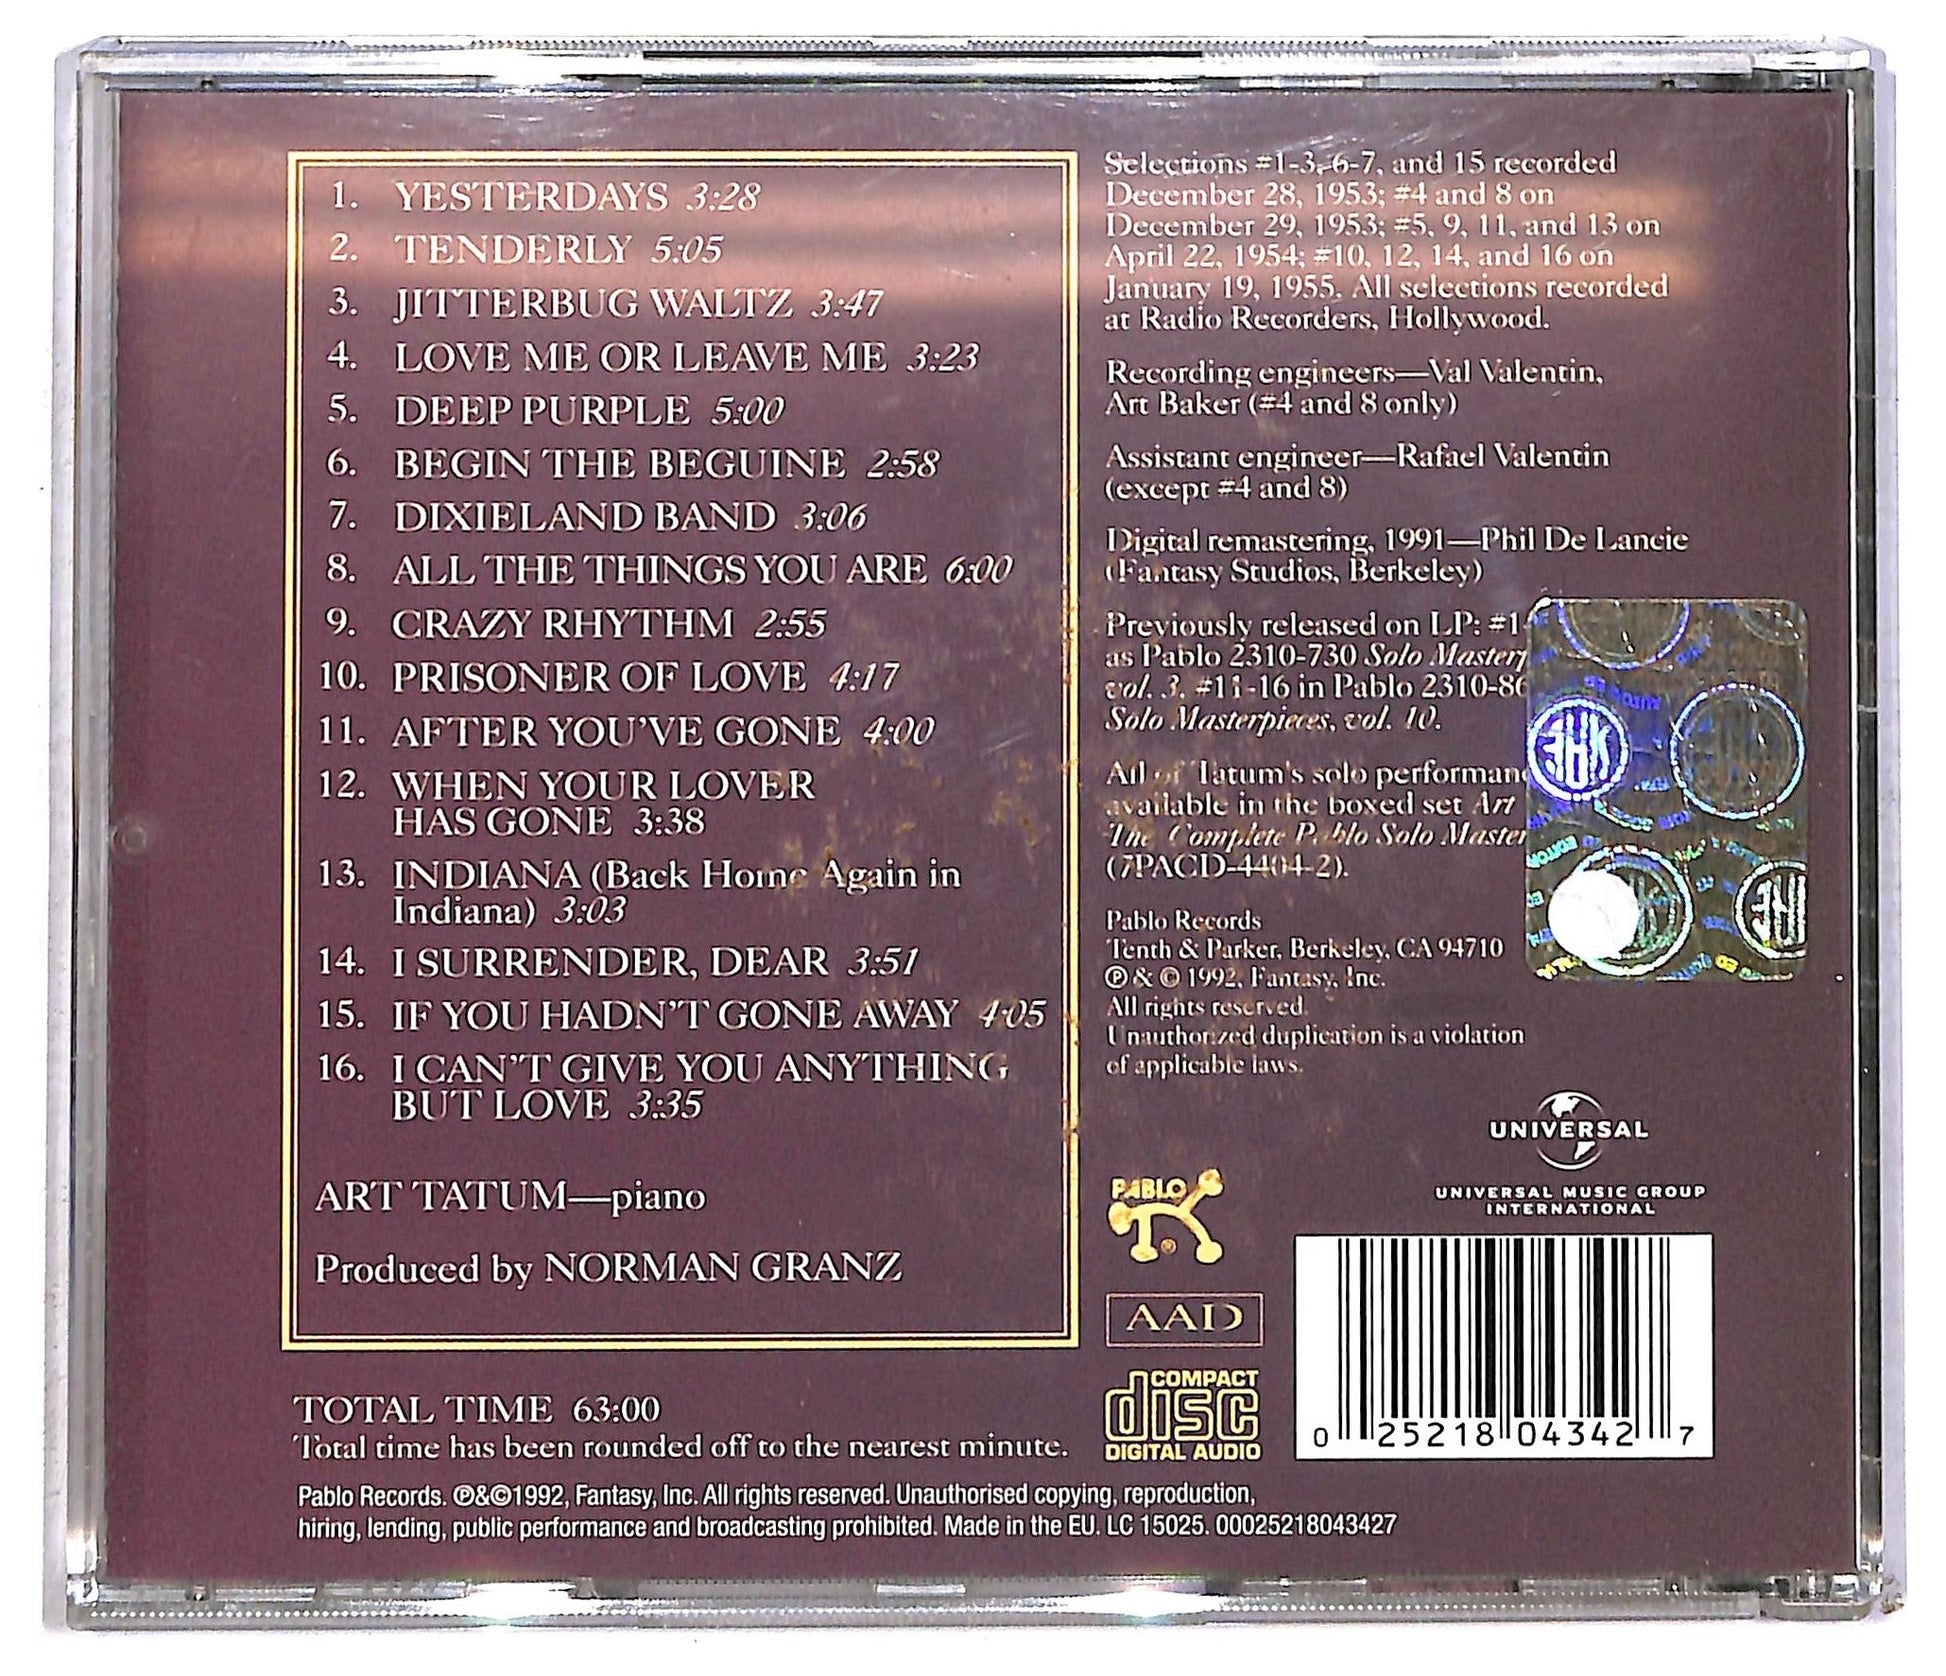 1. YESTERDAYS 3:28
2. TENDERLY 5:05
3. JITTERBUG WALTZ 3:47
4. LOVE ME OR LEAVE ME 3:23
5. DEEP PURPLE 5:00
6. BEGIN THE BEGUINE 2:58
7. DIXIELAND BAND 3:06
8. ALL THE THINGS YOU ARE 6:00
9. CRAZY RHYTHM 2:55
10. PRISONER OF LOVE 4:17
11. AFTER YOU'VE GONE 4:00
12. WHEN YOUR LOVER
HAS GONE 3:38
13. INDIANA (Back Home Again in
Indiana) 3:03
14. I SURRENDER, DEAR 3:51
15. IF YOU HADN'T GONE AWAY 4:05
16. I CAN'T GIVE YOU ANYTHING
BUT LOVE 3:35
ART TATUM—piano
Produced by NORMAN GRANZ
TOTAL TIME 63:00
Total time has been rounded off to the nearest minute.
Selections #1-3, 6-7, and 15 recorded
December 28, 1953; #4 and 8 on
December 29, 1953; #5, 9, 11, and 13 on
April 22, 1954; #10, 12, 14, and 16 on
January 19, 1955. All selections recorded
at Radio Recorders, Hollywood.
Recording engineers—Val Valentin,
Art Baker (#4 and 8 only)
Assistant engineer—Rafael Valentin
(except #4 and 8)
Digital remastering, 1991—Phil De Lancie
(Fantasy Studios, Berkeley)
Previously released on LP: #1-
as Pablo 2310-730 Solo
vol. 3, #11-16 in Pablo
Solo Masterpieces, vol. 10.
All of Tatum's solo
available in the boxed set Art
The Complete Pablo Solo
(7PACD-4404-2).
Pablo Records
Tenth & Parker, Berkeley, CA 94710
℗ & © 1992, Fantasy, Inc.
All rights reserved.
Unauthorized duplication is a violation
of applicable laws.
SIAE
UNIVERSAL
UNIVERSAL MUSIC GROUP
INTERNATIONAL
PABLO
®
AAD
COMPACT
disc
DIGITAL AUDIO
0 25218 04342 7
Pablo Records. ℗&©1992, Fantasy, Inc. All rights reserved. Unauthorised copying, reproduction,
hiring, lending, public performance and broadcasting prohibited. Made in the EU. LC 15025. 00025218043427